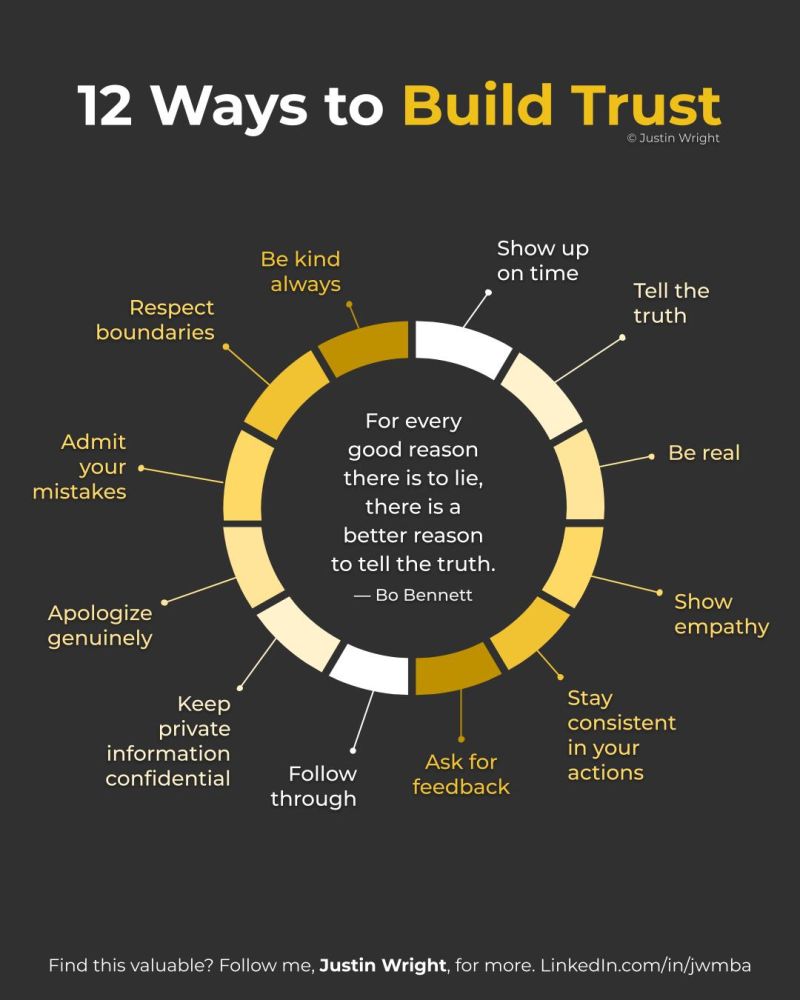 12 Ways to Build Trust
© Justin Wright
Show up
on time
Tell the
truth
Be real
Show
empathy
Stay
consistent
in your
actions
Ask for
feedback
Follow
through
Keep
private
information
confidential
Apologize
genuinely
Admit
your
mistakes
Respect
boundaries
Be kind
always
For every
good reason
there is to lie,
there is a
better reason
to tell the truth.
— Bo Bennett
Find this valuable? Follow me, Justin Wright, for more. LinkedIn.com/in/jwmba